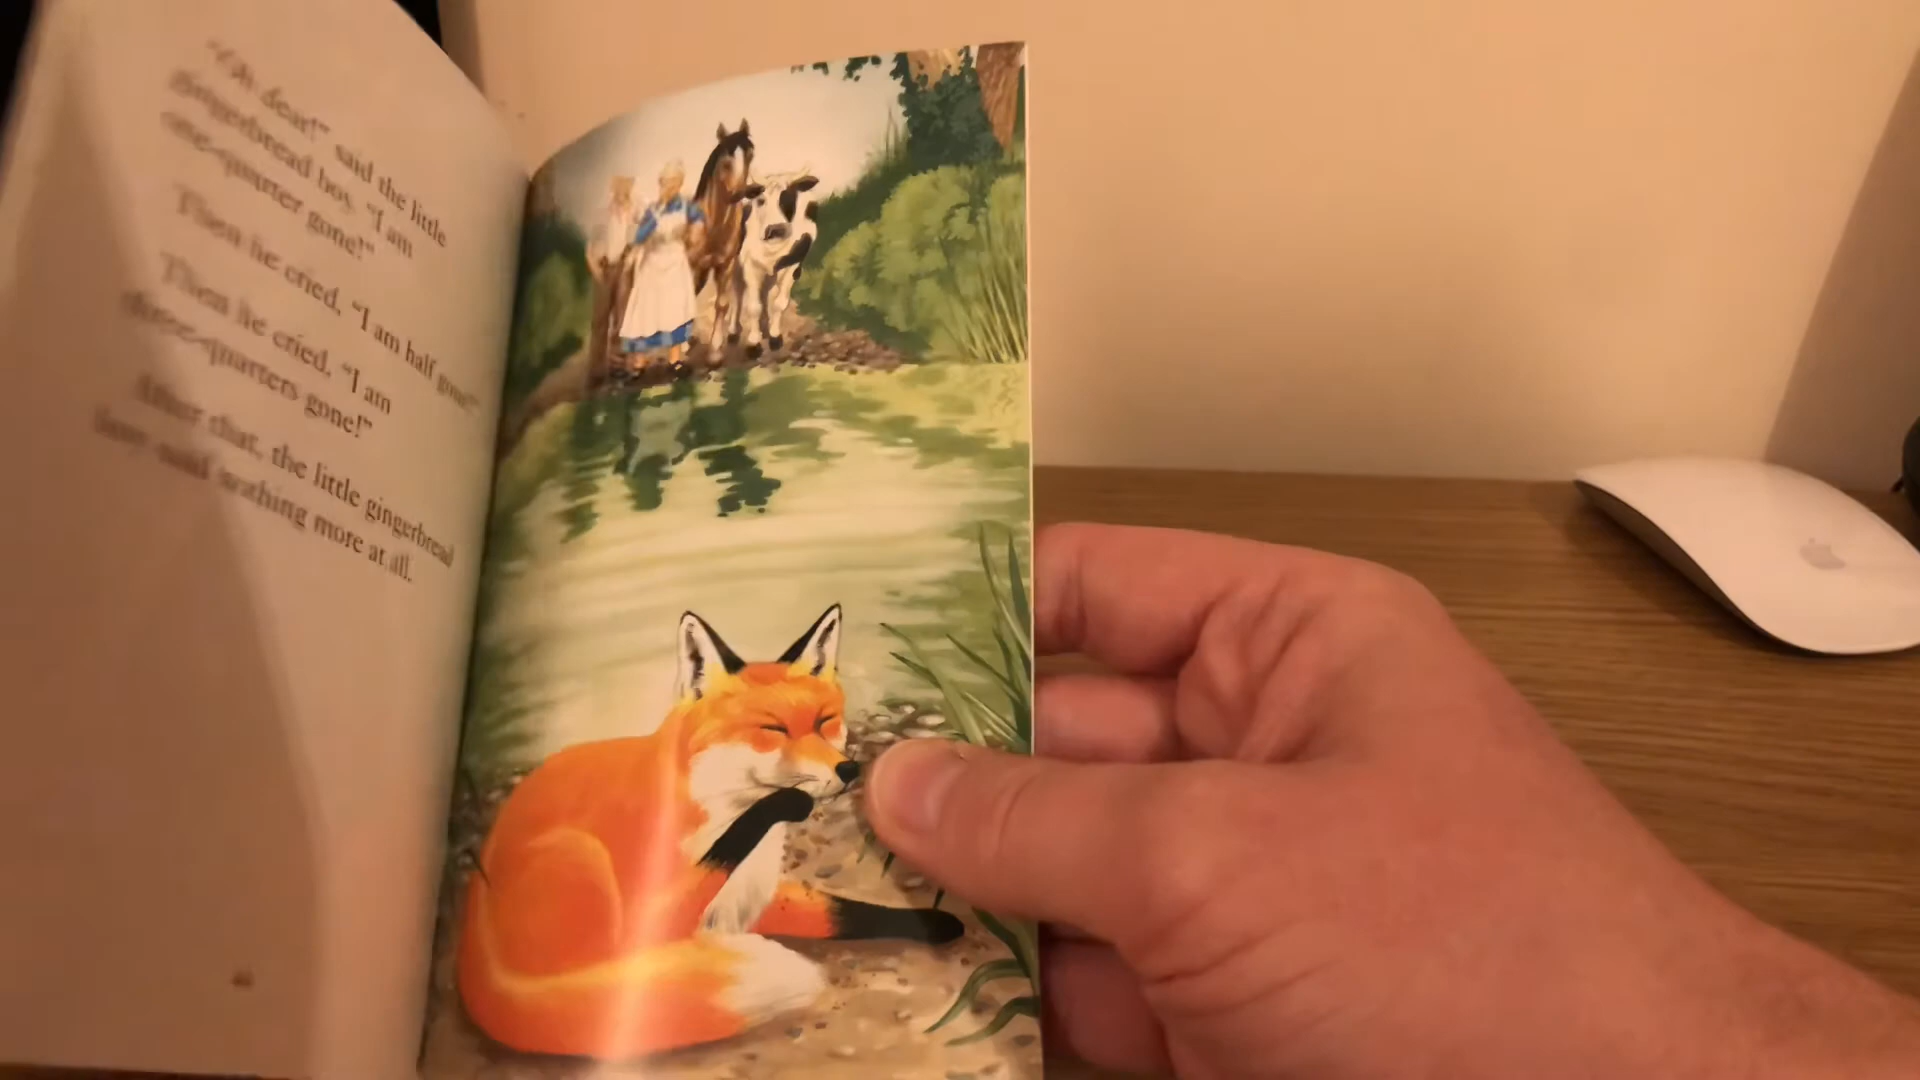 "Oh dear!" said the little
gingerbread boy. "I am
one-quarter gone!"
Then he cried, "I am half gone!"
Then he cried, "I am
three-quarters gone!"
After that, the little gingerbread
boy said nothing more at all.